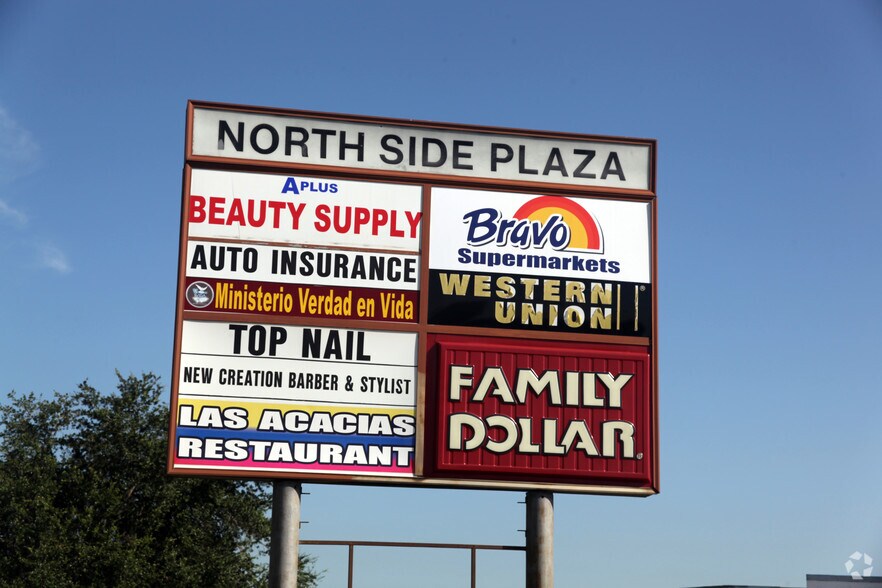 NORTH SIDE PLAZA
APLUS
BEAUTY SUPPLY
AUTO INSURANCE
Ministerio Verdad en Vida
TOP NAIL
NEW CREATION BARBER & STYLIST
LAS ACACIAS
RESTAURANT
Bravo
Supermarkets
WESTERN
UNION
FAMILY
DOLLAR